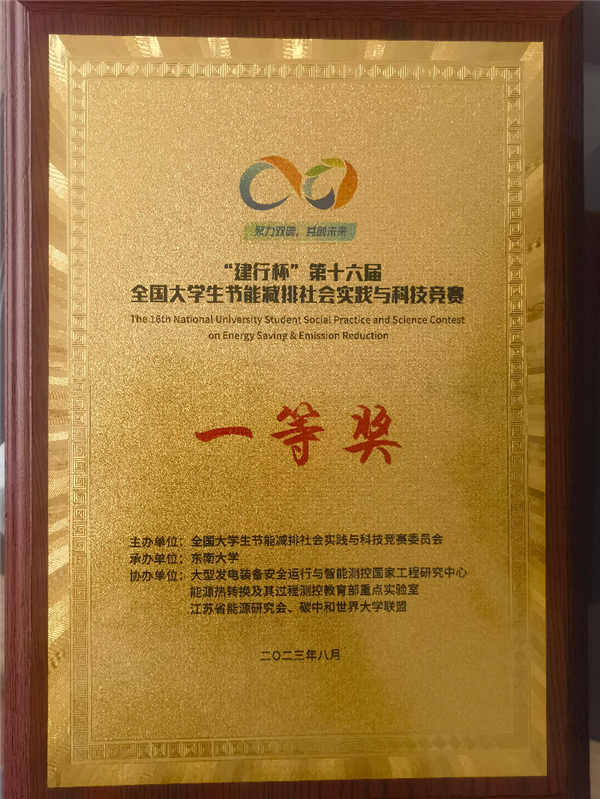 聚力双碳，共创未来
“建行杯”第十六届
全国大学生节能减排社会实践与科技竞赛
The 16th National University Student Social Practice and Science Contest
on Energy Saving & Emission Reduction
一等奖
主办单位：全国大学生节能减排社会实践与科技竞赛委员会
承办单位：东南大学
协办单位：大型发电装备安全运行与智能测控国家工程研究中心
能源热转换及其过程测控教育部重点实验室
江苏省能源研究会、碳中和世界大学联盟
二〇二三年八月